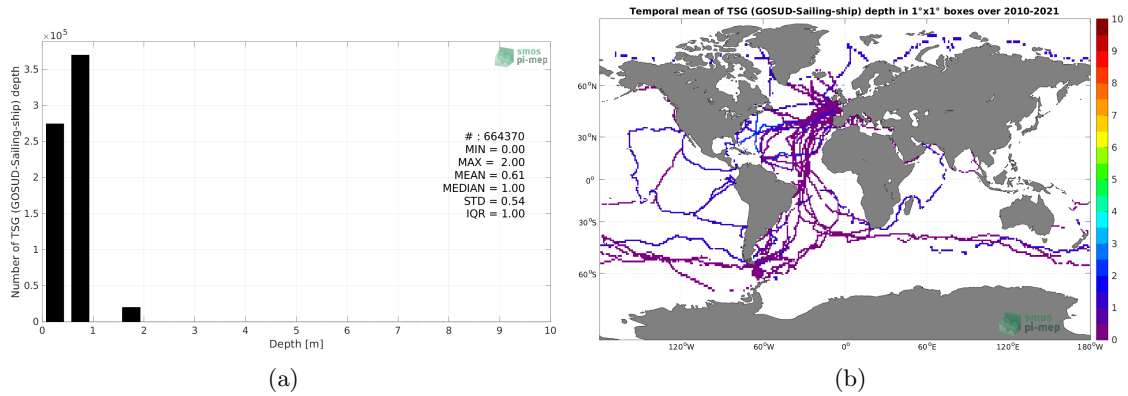 ×10⁵
smos
pi-mep
Number of TSG (GOSUD-Sailing-ship) depth
3.5
3
2.5
2
1.5
1
0.5
0
# : 664370
MIN = 0.00
MAX = 2.00
MEAN = 0.61
MEDIAN = 1.00
STD = 0.54
IQR = 1.00
0 1 2 3 4 5 6 7 8 9 10
Depth [m]
(a)
Temporal mean of TSG (GOSUD-Sailing-ship) depth in 1°x1° boxes over 2010-2021
60°N
30°N
0°
30°S
60°S
120°W 60°W 0° 60°E 120°E 180°W
smos
pi-mep
10
9
8
7
6
5
4
3
2
1
0
(b)